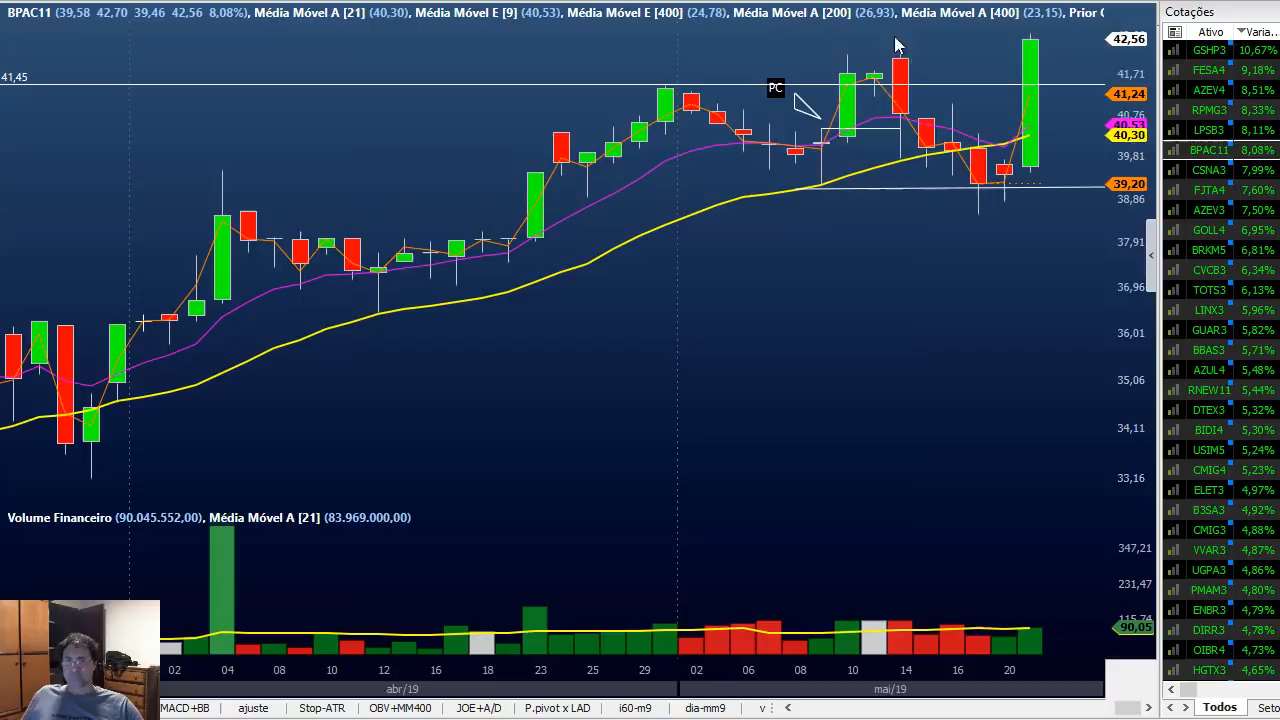 BPAC11 (39,58 42,70 39,46 42,56 8,08%), Média Móvel A [21] (40,30), Média Móvel E [9] (40,53), Média Móvel E [400] (24,78), Média Móvel A [200] (26,93), Média Móvel A [400] (23,15), Prior
41,45
PC
42,56
41,71
41,24
40,76
40,53
40,30
39,81
39,20
38,86
37,91
36,96
36,01
35,06
34,11
33,16
Volume Financeiro (90.045.552,00), Média Móvel A [21] (83.969.000,00)
347,21
231,47
115,74
90,05
02 04 08 10 12 16 18 23 25 29 02 06 08 10 14 16 20
abr/19 mai/19
MACD+BB ajuste Stop-ATR OBV+MM400 JOE+A/D P.pivot x LAD i60-m9 dia-mm9 v
Cotações
Ativo Varia...
GSHP3 10,67%
FESA4 9,18%
AZEV4 8,51%
RPMG3 8,33%
LPSB3 8,11%
BPAC11 8,08%
CSNA3 7,99%
FJTA4 7,60%
AZEV3 7,50%
GOLL4 6,95%
BRKM5 6,81%
CVCB3 6,34%
TOTS3 6,13%
LINX3 5,96%
GUAR3 5,82%
BBAS3 5,71%
AZUL4 5,48%
RNEW11 5,44%
DTEX3 5,32%
BIDI4 5,30%
USIM5 5,24%
CMIG4 5,23%
ELET3 4,97%
B3SA3 4,92%
CMIG3 4,88%
VVAR3 4,87%
UGPA3 4,86%
PMAM3 4,80%
ENBR3 4,79%
DIRR3 4,78%
OIBR4 4,73%
HGTX3 4,65%
Todos Seto